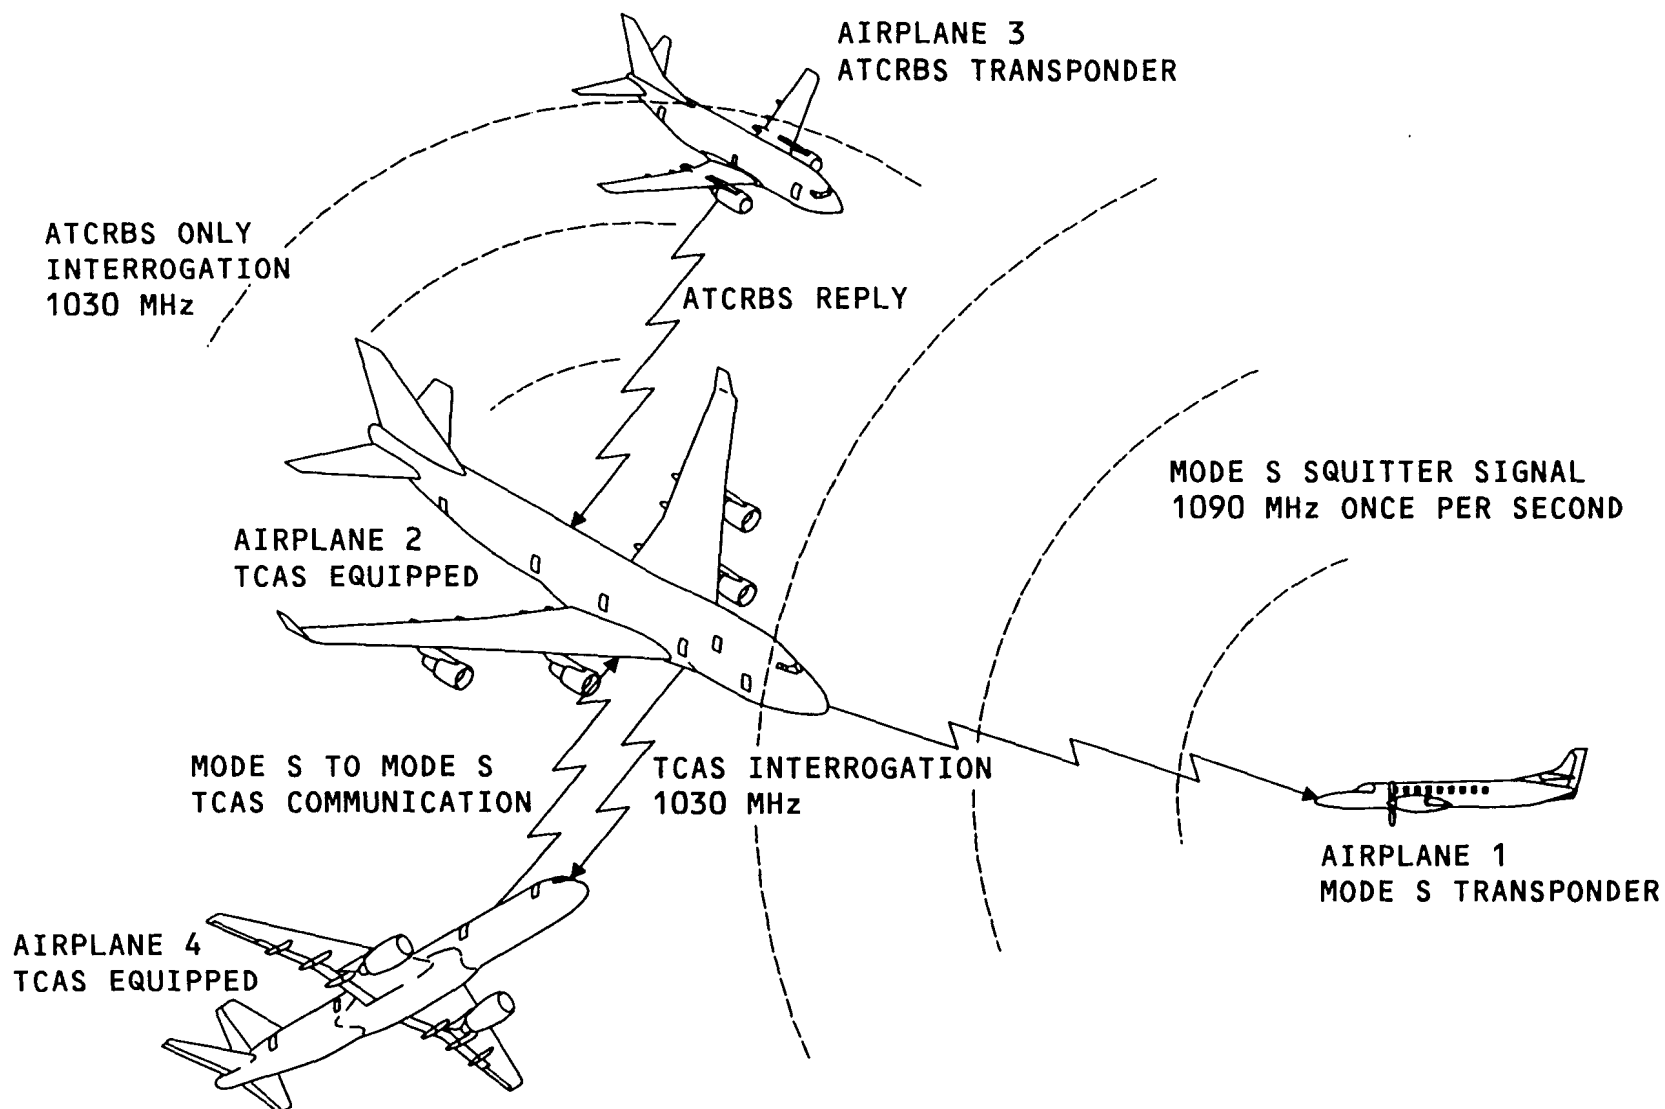 AIRPLANE 3
ATCRBS TRANSPONDER
ATCRBS ONLY
INTERROGATION
1030 MHz
ATCRBS REPLY
MODE S SQUITTER SIGNAL
1090 MHz ONCE PER SECOND
AIRPLANE 2
TCAS EQUIPPED
MODE S TO MODE S
TCAS COMMUNICATION
TCAS INTERROGATION
1030 MHz
AIRPLANE 1
MODE S TRANSPONDER
AIRPLANE 4
TCAS EQUIPPED